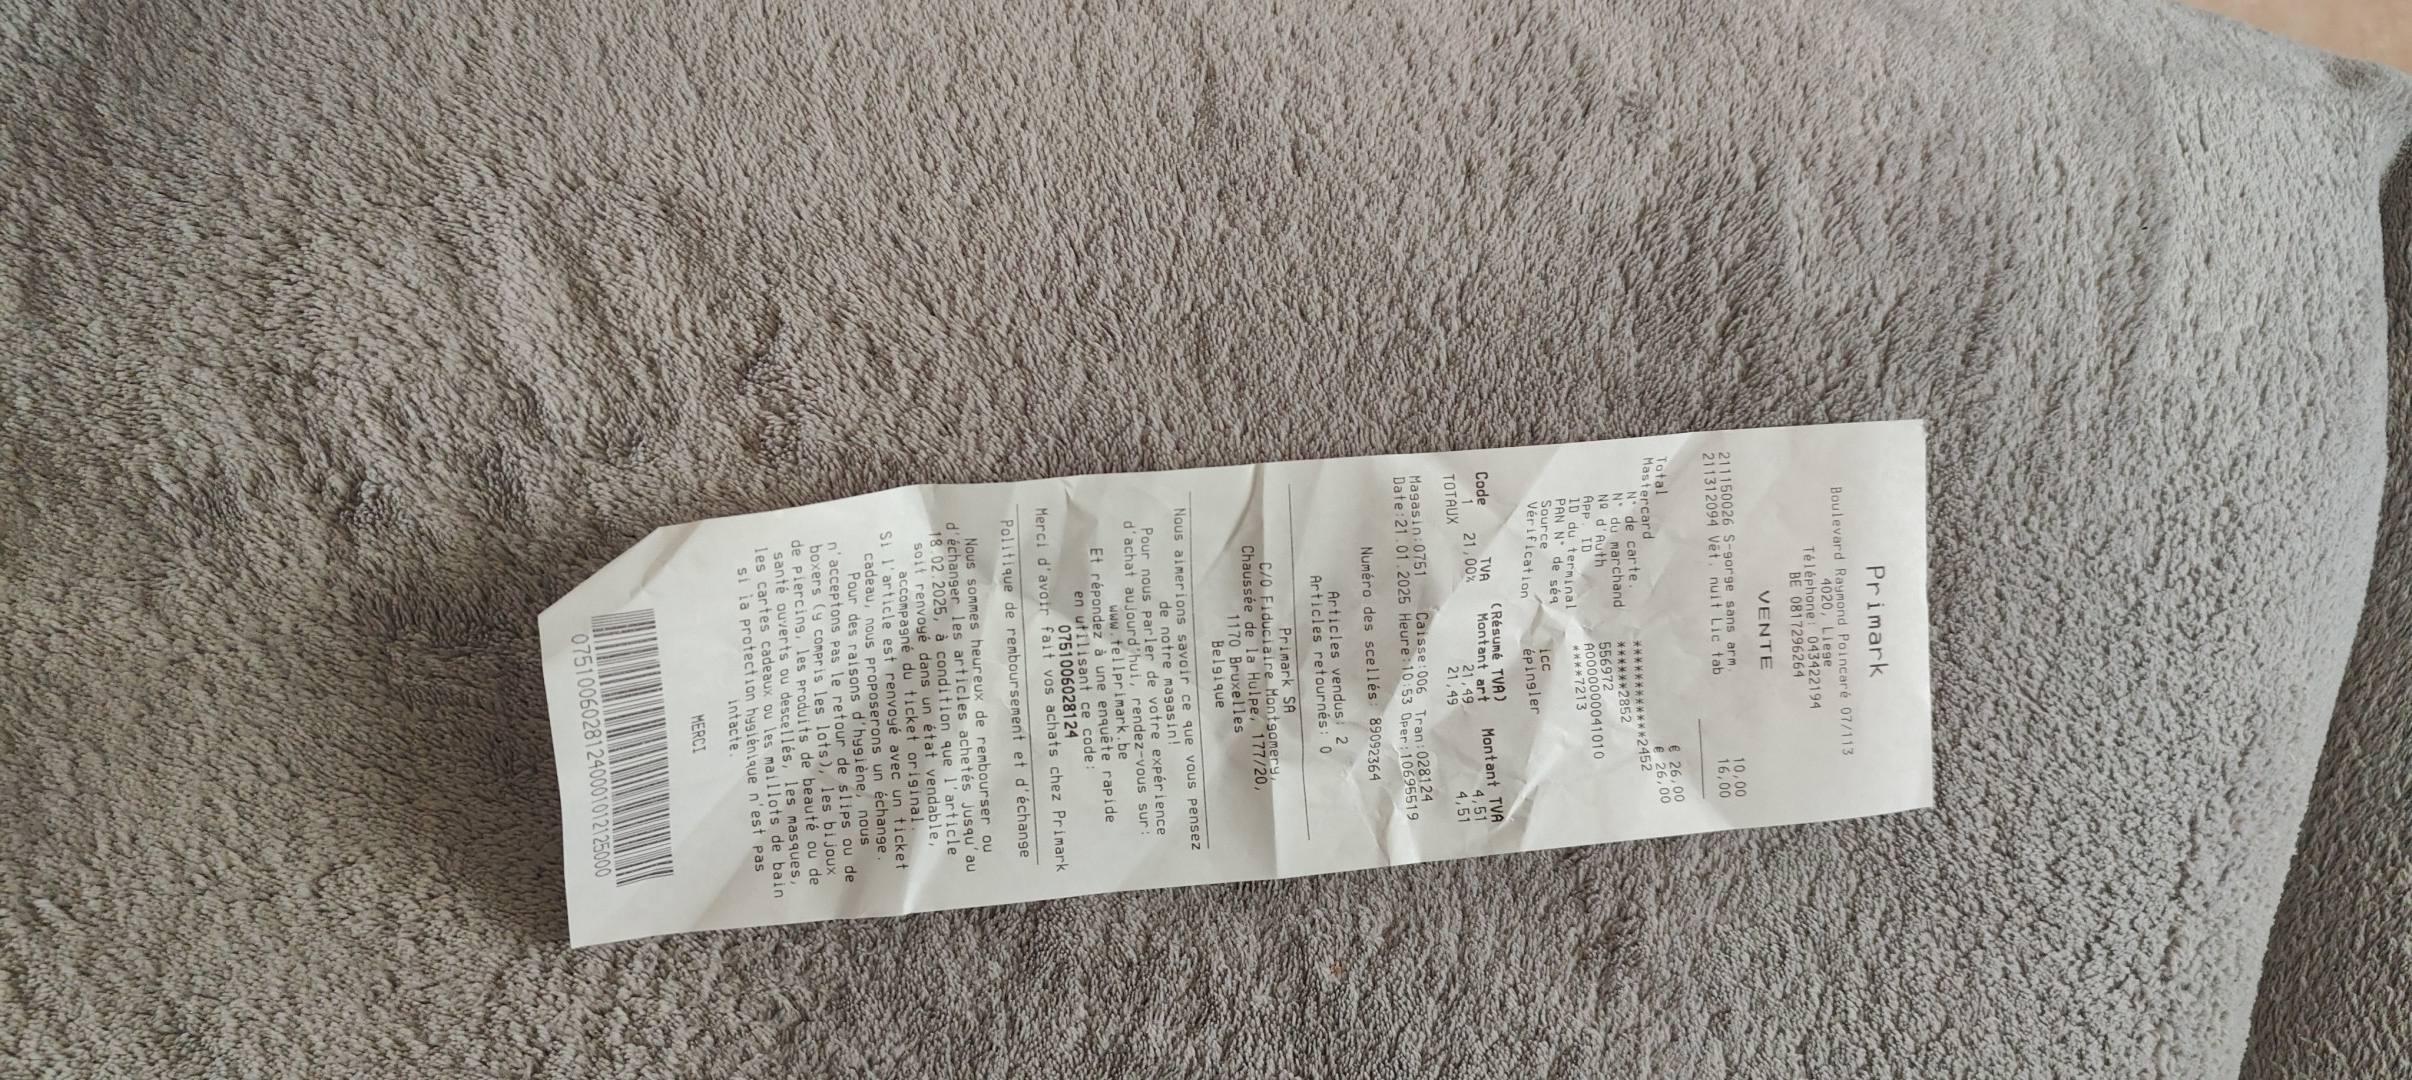 Primark
Boulevard Raymond Poincaré 07/113
4020, Liege
Téléphone: 043422194
BE 0817296264
VENTE
211150026 S-gorge sans arm. 10,00
211312094 Vêt. nuit Lic tab 16,00
Total € 26,00
Mastercard € 26,00
N° de carte. ************2452
N° du marchand ******2852
Nº d'Auth 556972
App. ID A0000000041010
ID du terminal ****7213
PAN N° de séq
Source icc
Vérification épingler
(Résumé TVA)
Code TVA Montant art Montant TVA
1 21,00% 21,49 4,51
TOTAUX 21,49 4,51
Magasin:0751 Caisse:006 Tran:028124
Date:21.01.2025 Heure:10:53 Oper:10695519
Numéro des scellés: 89092364
Articles vendus: 2
Articles retournés: 0
Primark SA
C/O Fiduciaire Montgomery
Chaussée de la Hulpe, 177/20,
1170 Bruxelles
Belgique
Nous aimerions savoir ce que vous pensez
de notre magasin!
Pour nous parler de votre expérience
d'achat aujourd'hui, rendez-vous sur:
www.tellprimark.be
Et répondez à une enquête rapide
en utilisant ce code:
0751006028124
Merci d'avoir fait vos achats chez Primark
Politique de remboursement et d'échange
Nous sommes heureux de rembourser ou
d'échanger les articles achetés jusqu'au
18.02.2025, à condition que l'article
soit renvoyé dans un état vendable,
accompagné du ticket original.
Si l'article est renvoyé avec un ticket
cadeau, nous proposerons un échange.
Pour des raisons d'hygiène, nous
n'acceptons pas le retour de slips ou de
boxers (y compris les lots), les bijoux
de piercing, les produits de beauté ou de
santé ouverts ou descellés, les masques,
les cartes cadeaux ou les maillots de bain
si la protection hygiénique n'est pas
intacte.
MERCI
0751006028124000101212​5000